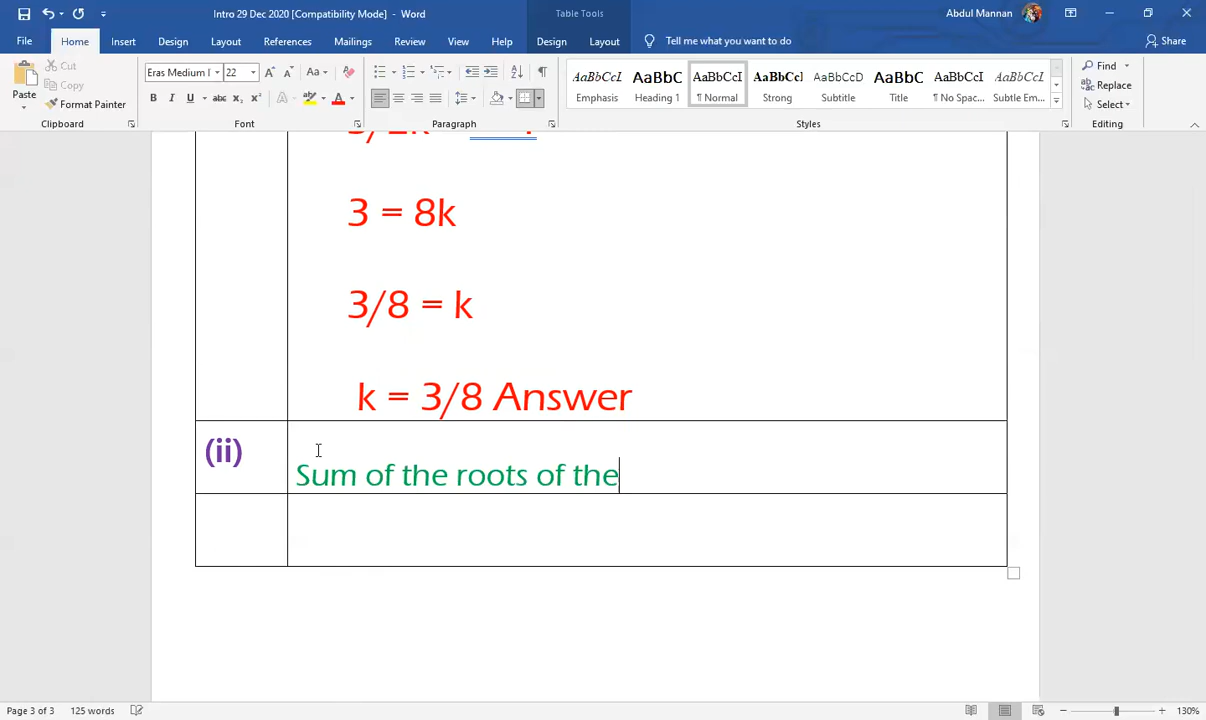 Intro 29 Dec 2020 [Compatibility Mode] - Word
Table Tools
Abdul Mannan
File Home Insert Design Layout References Mailings Review View Help Design Layout Tell me what you want to do Share
Paste
Cut
Copy
Format Painter
Clipboard
Eras Medium I 22
Font
Paragraph
AaBbCcI AaBbC AaBbCcI AaBbCcI AaBbCcD AaBbC AaBbCcI AaBbCcI
Emphasis Heading 1 ¶ Normal Strong Subtitle Title ¶ No Spac... Subtle Em...
Styles
Find
Replace
Select
Editing
3 = 8k
3/8 = k
k = 3/8 Answer
(ii)
Sum of the roots of the
Page 3 of 3 125 words 130%